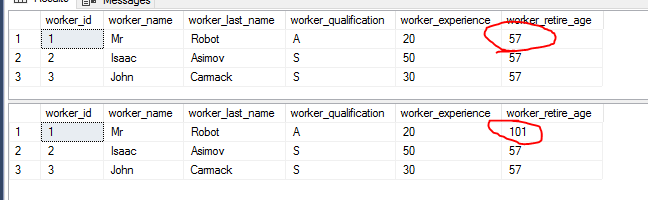 Results Messages
worker_id worker_name worker_last_name worker_qualification worker_experience worker_retire_age
1 1 Mr Robot A 20 57
2 2 Isaac Asimov S 50 57
3 3 John Carmack S 30 57
worker_id worker_name worker_last_name worker_qualification worker_experience worker_retire_age
1 1 Mr Robot A 20 101
2 2 Isaac Asimov S 50 57
3 3 John Carmack S 30 57